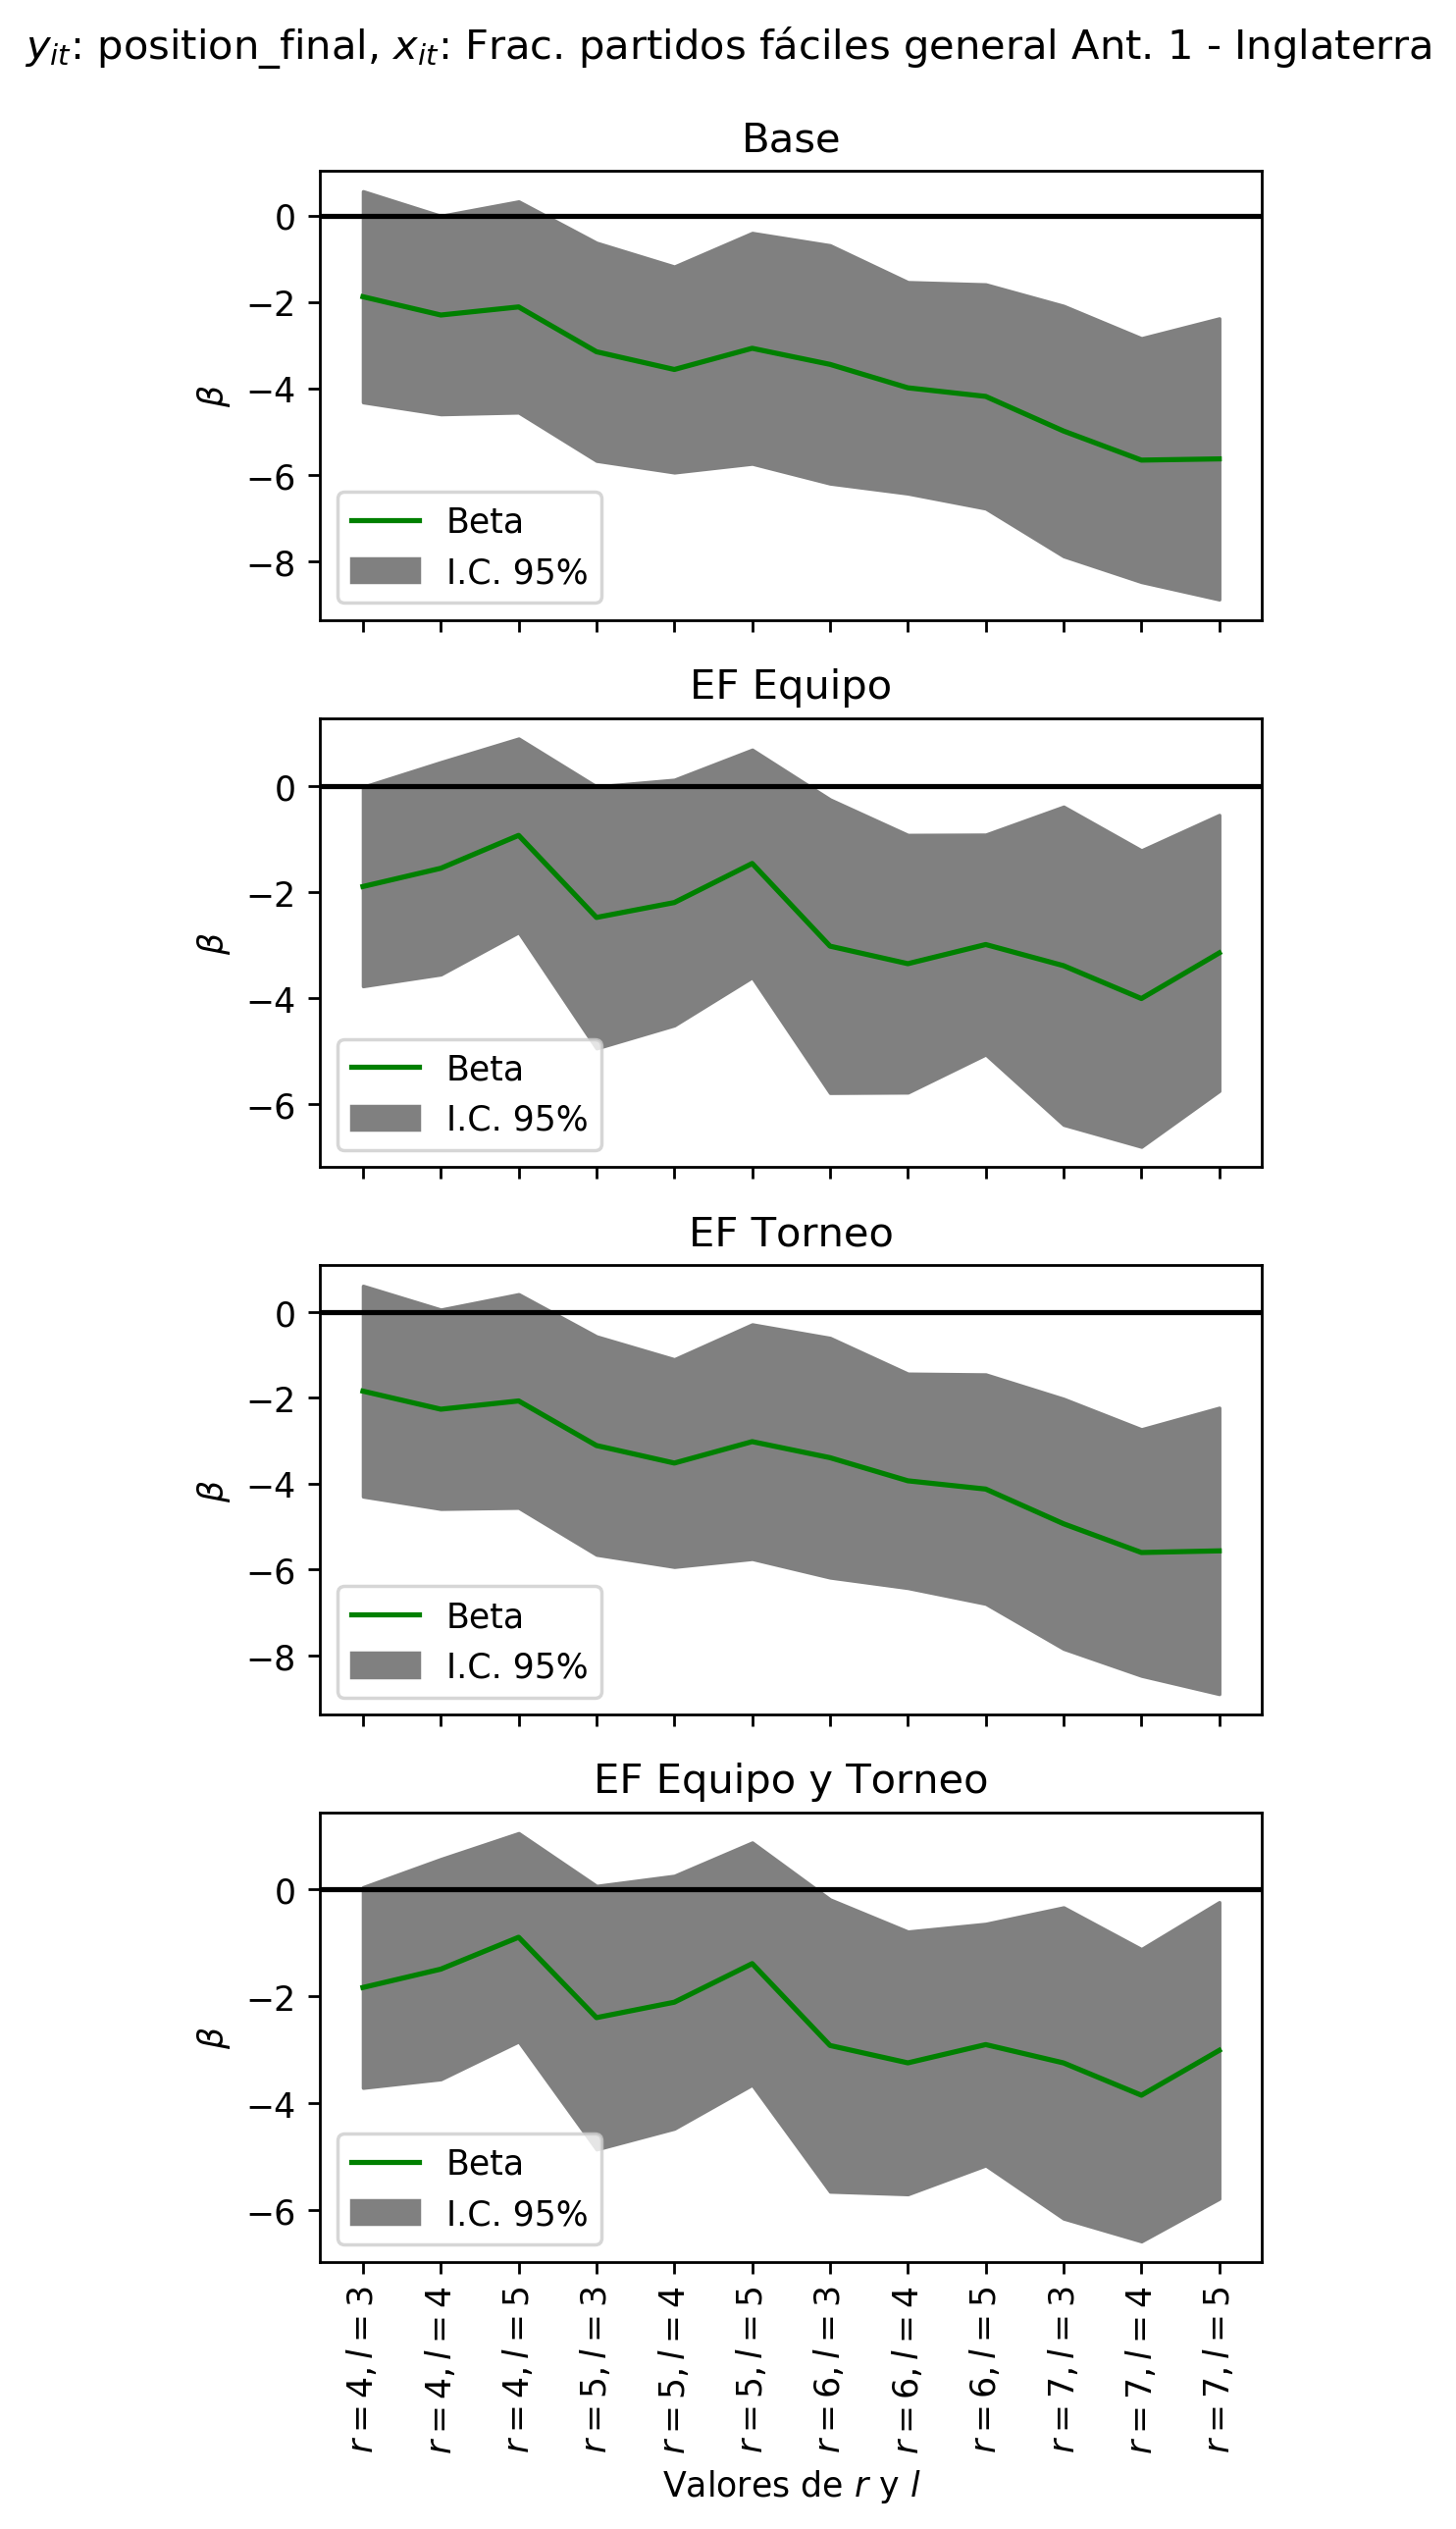 y_it: position_final, x_it: Frac. partidos fáciles general Ant. 1 - Inglaterra
Base
0
−2
−4
−6
−8
β
Beta
I.C. 95%
EF Equipo
0
−2
−4
−6
β
Beta
I.C. 95%
EF Torneo
0
−2
−4
−6
−8
β
Beta
I.C. 95%
EF Equipo y Torneo
0
−2
−4
−6
β
Beta
I.C. 95%
r = 4, l = 3
r = 4, l = 4
r = 4, l = 5
r = 5, l = 3
r = 5, l = 4
r = 5, l = 5
r = 6, l = 3
r = 6, l = 4
r = 6, l = 5
r = 7, l = 3
r = 7, l = 4
r = 7, l = 5
Valores de r y l